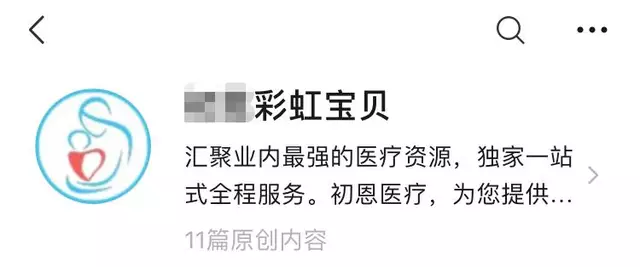 彩虹宝贝
汇聚业内最强的医疗资源，独家一站
式全程服务。初恩医疗，为您提供...
11篇原创内容